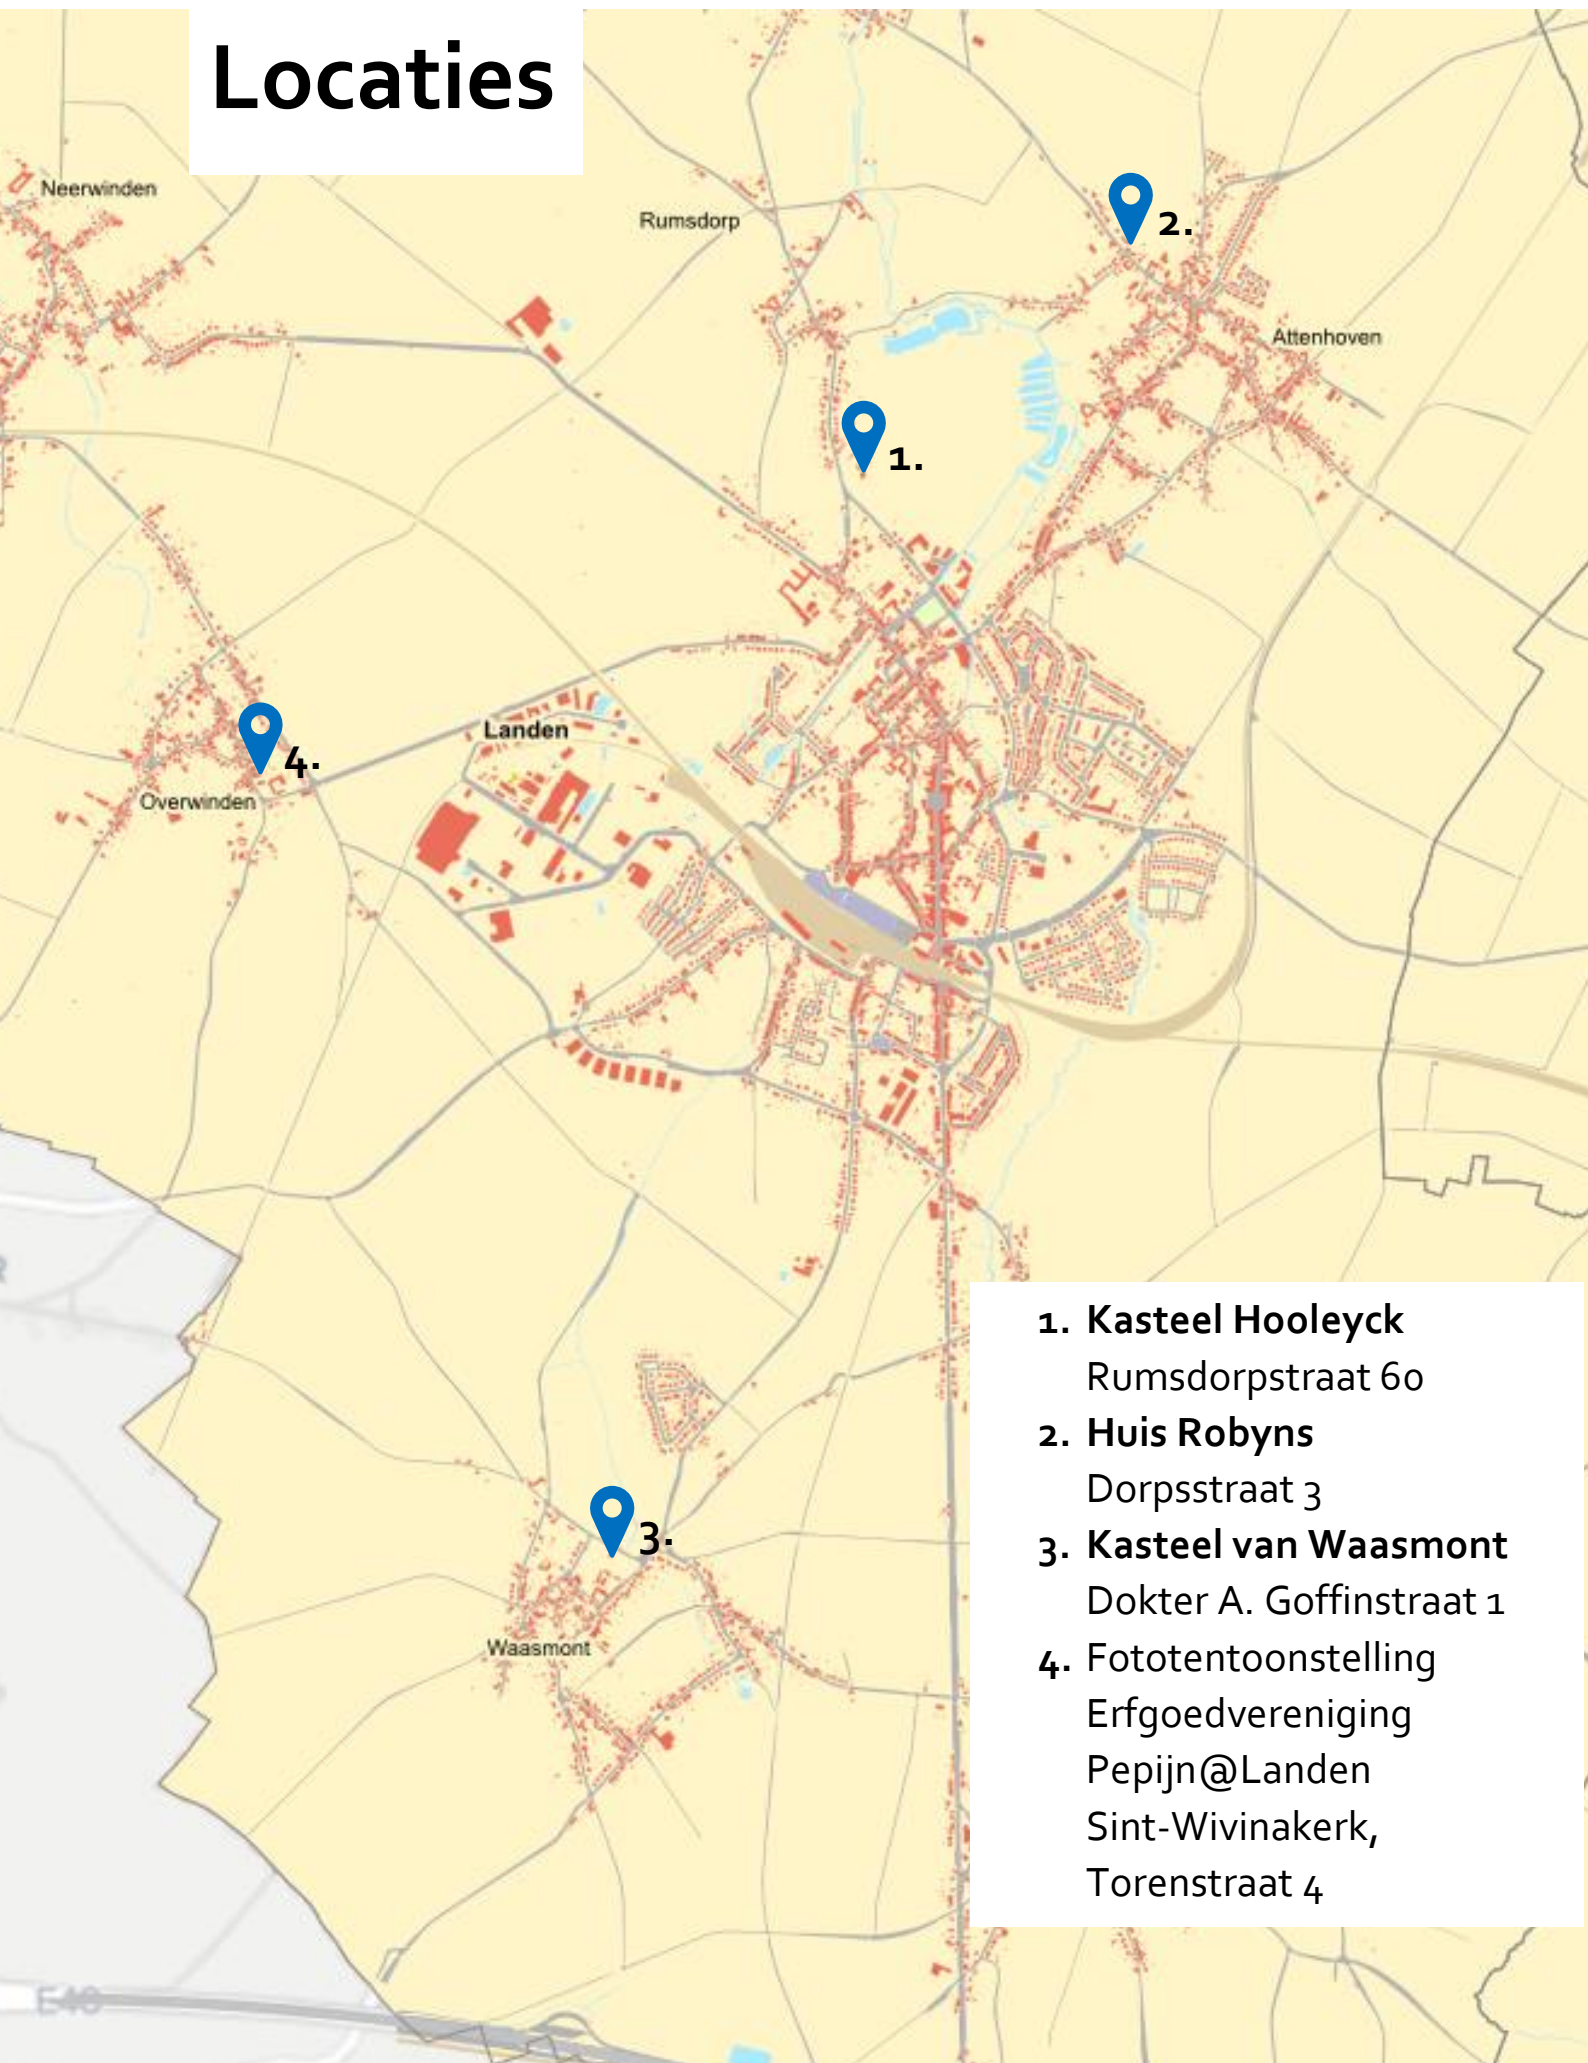 Locaties
Neerwinden
Rumsdorp
2.
Attenhoven
1.
Landen
4.
Overwinden
1. Kasteel Hooleyck
Rumsdorpstraat 60
2. Huis Robyns
Dorpsstraat 3
3. Kasteel van Waasmont
Dokter A. Goffinstraat 1
4. Fototentoonstelling
Erfgoedvereniging
Pepijn@Landen
Sint-Wivinakerk,
Torenstraat 4
3.
Waasmont
E40